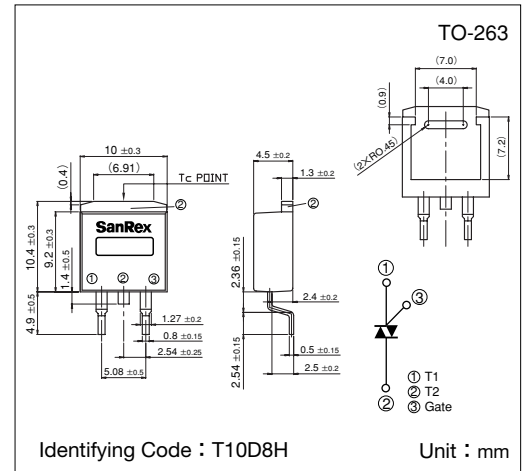 TO-263
(7.0)
(4.0)
(0.9)
(2×R0.45)
(7.2)
10 ±0.3
(6.91)
(0.4)
Tc POINT
②
SanRex
① ② ③
10.4 ±0.3
9.2 ±0.3
1.4 ±0.5
4.9 ±0.5
1.27 ±0.2
0.8 ±0.15
2.54 ±0.25
5.08 ±0.5
4.5 ±0.2
1.3 ±0.2
②
2.36 ±0.15
2.4 ±0.2
2.54 ±0.15
0.5 ±0.15
2.5 ±0.2
①
③
②
① T1
② T2
③ Gate
Identifying Code：T10D8H
Unit：mm